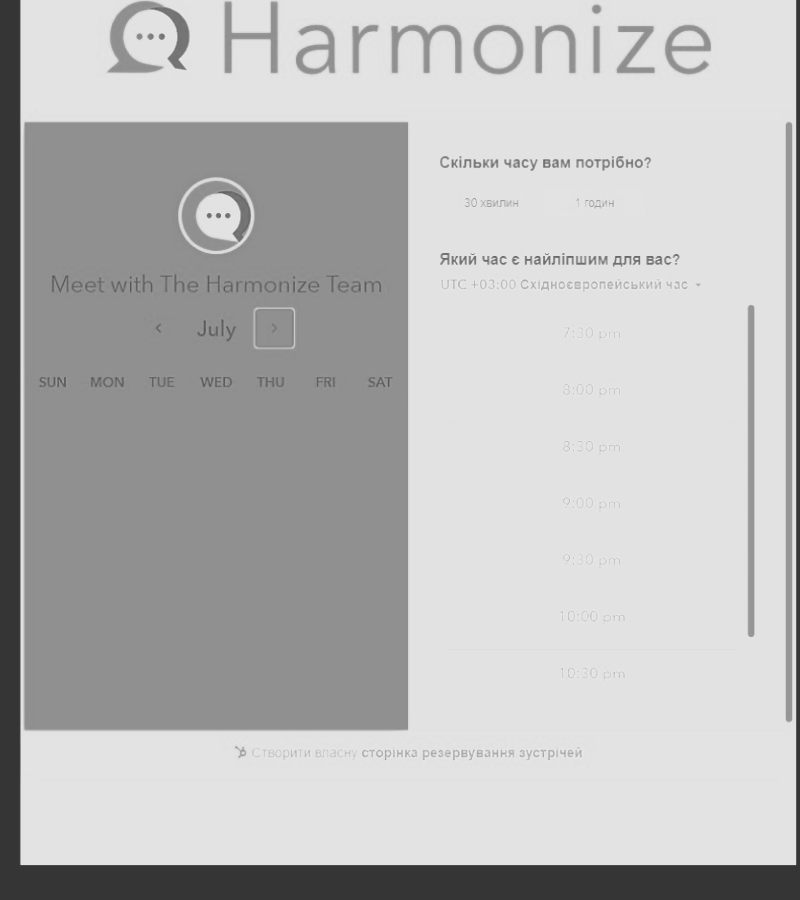 Harmonize
Meet with The Harmonize Team
July
SUN MON TUE WED THU FRI SAT
Скільки часу вам потрібно?
30 хвилин 1 годин
Який час є найліпшим для вас?
UTC +03:00 Східноєвропейський час
7:30 pm
8:00 pm
8:30 pm
9:00 pm
9:30 pm
10:00 pm
10:30 pm
Створити власну сторінка резервування зустрічей